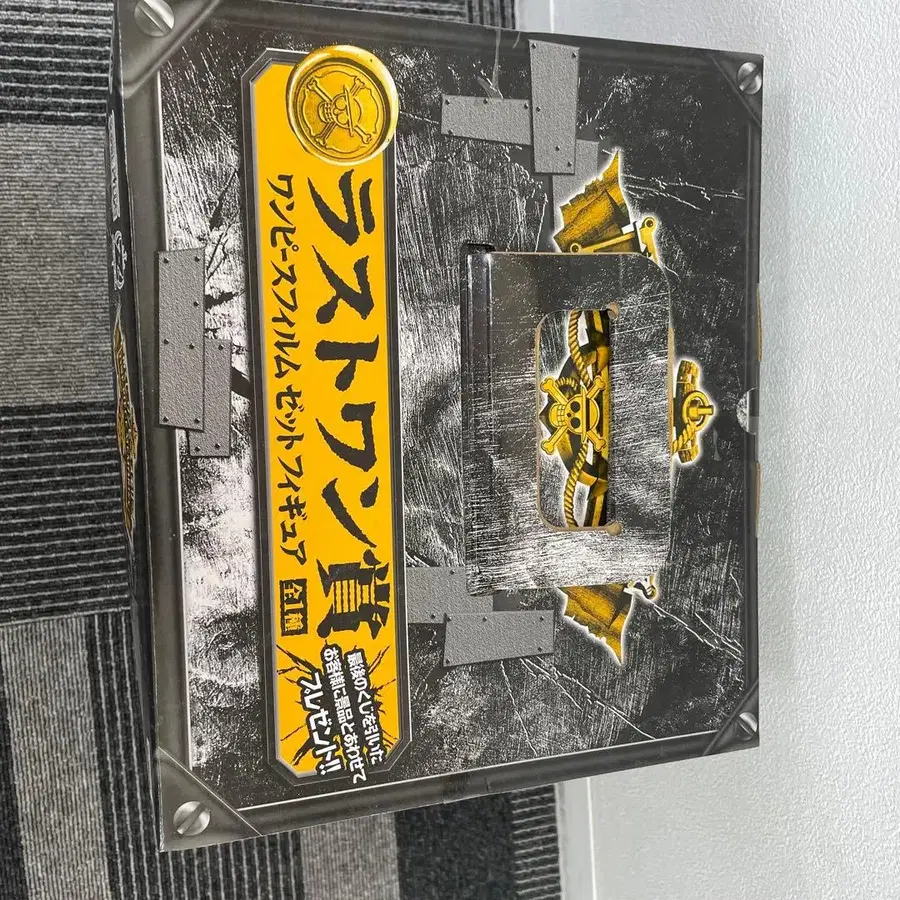 ラストワン賞
ワンピースフィルム ゼットフィギュア 全1種
最後のくじを引いた
お客様に景品とあわせて
プレゼント!!